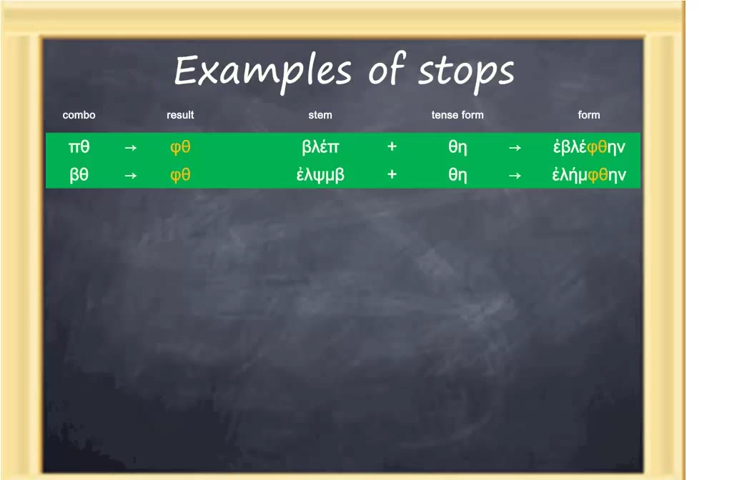 Examples of stops
combo result stem tense form form
πθ → φθ βλέπ + θη → ἐβλέφθην
βθ → φθ ἐλψμβ + θη → ἐλήμφθην